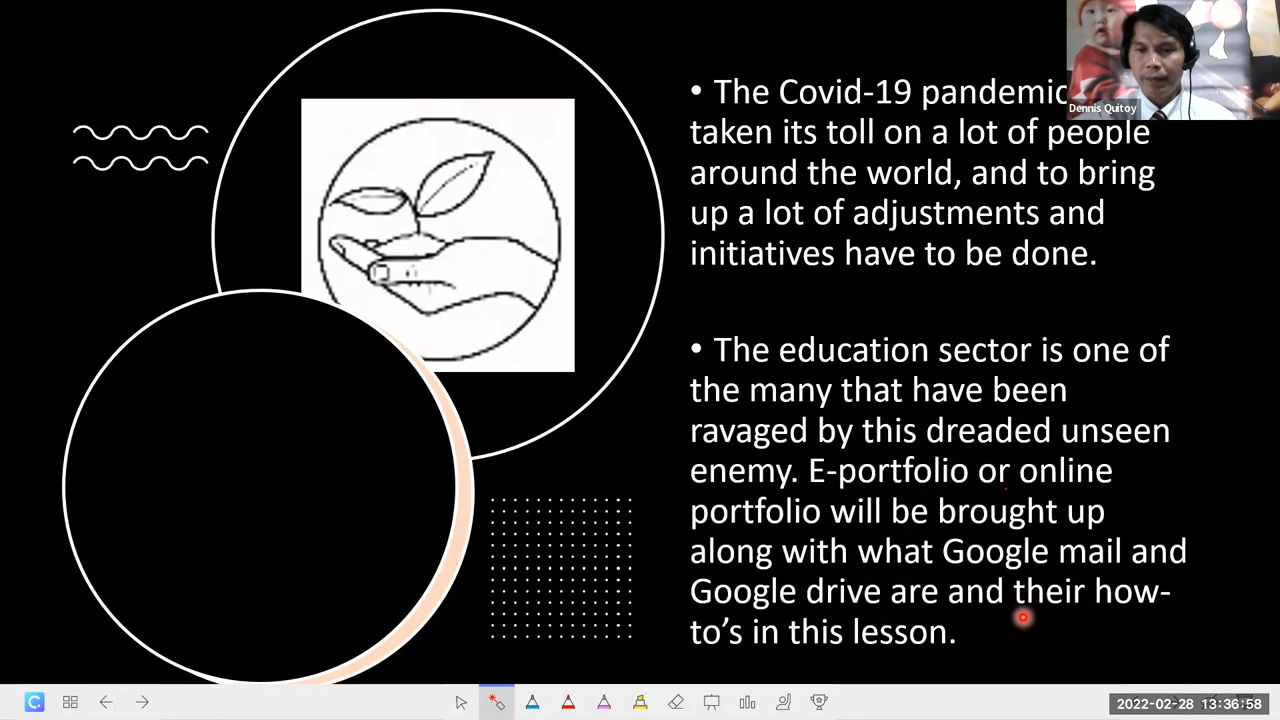 • The Covid-19 pandemic
taken its toll on a lot of people
around the world, and to bring
up a lot of adjustments and
initiatives have to be done.
• The education sector is one of
the many that have been
ravaged by this dreaded unseen
enemy. E-portfolio or online
portfolio will be brought up
along with what Google mail and
Google drive are and their how-
to’s in this lesson.
Dennis Quitoy
2022-02-28 13:36:58